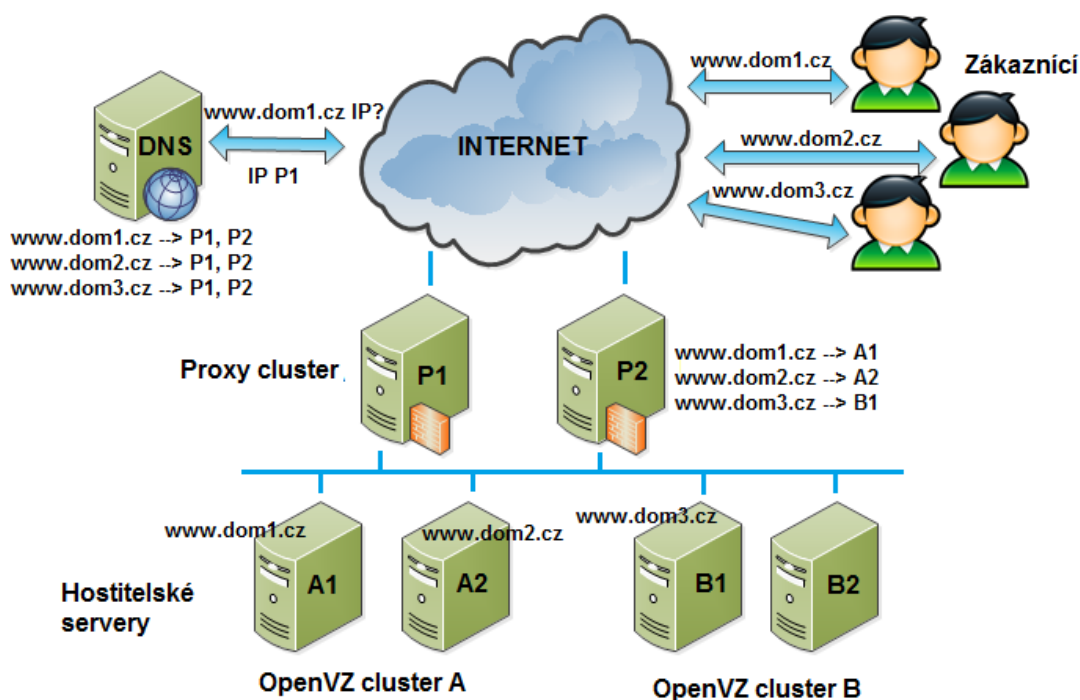 www.dom1.cz
Zákazníci
www.dom1.cz IP?
DNS
INTERNET
www.dom2.cz
IP P1
www.dom3.cz
www.dom1.cz --> P1, P2
www.dom2.cz --> P1, P2
www.dom3.cz --> P1, P2
Proxy cluster
P1
P2
www.dom1.cz --> A1
www.dom2.cz --> A2
www.dom3.cz --> B1
www.dom1.cz
www.dom2.cz
www.dom3.cz
Hostitelské
servery
A1
A2
B1
B2
OpenVZ cluster A
OpenVZ cluster B